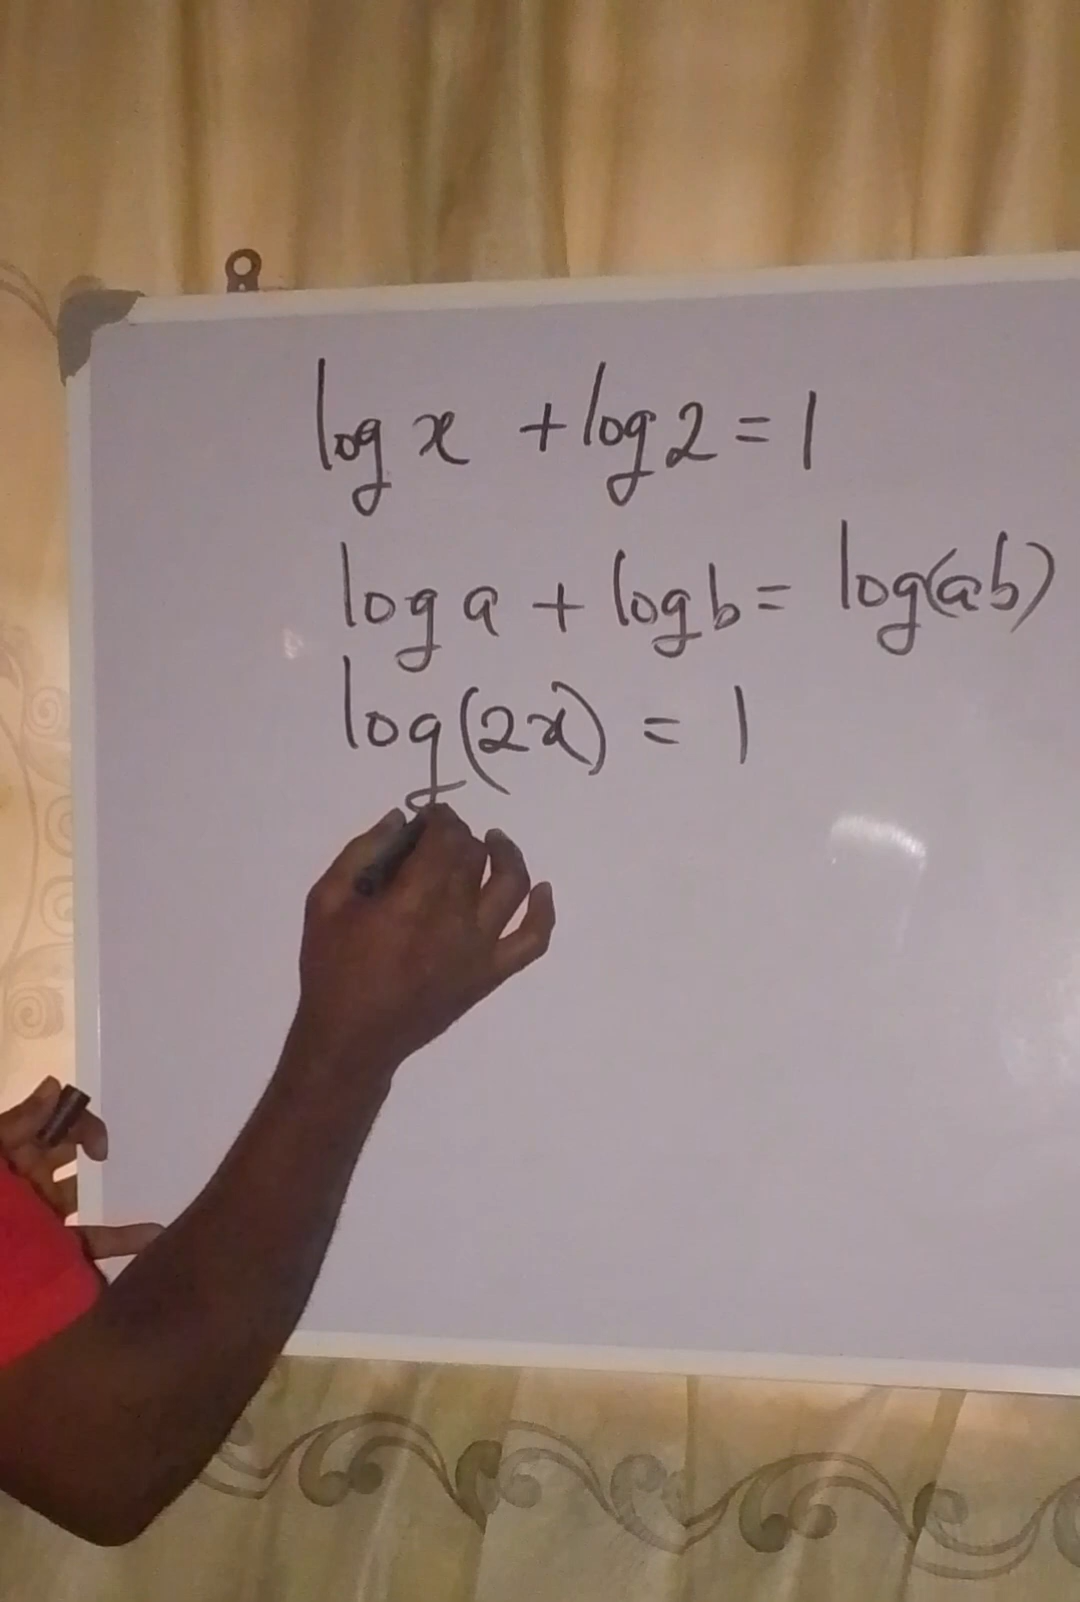 log x + log 2 = 1
log a + log b = log(ab)
log(2x) = 1